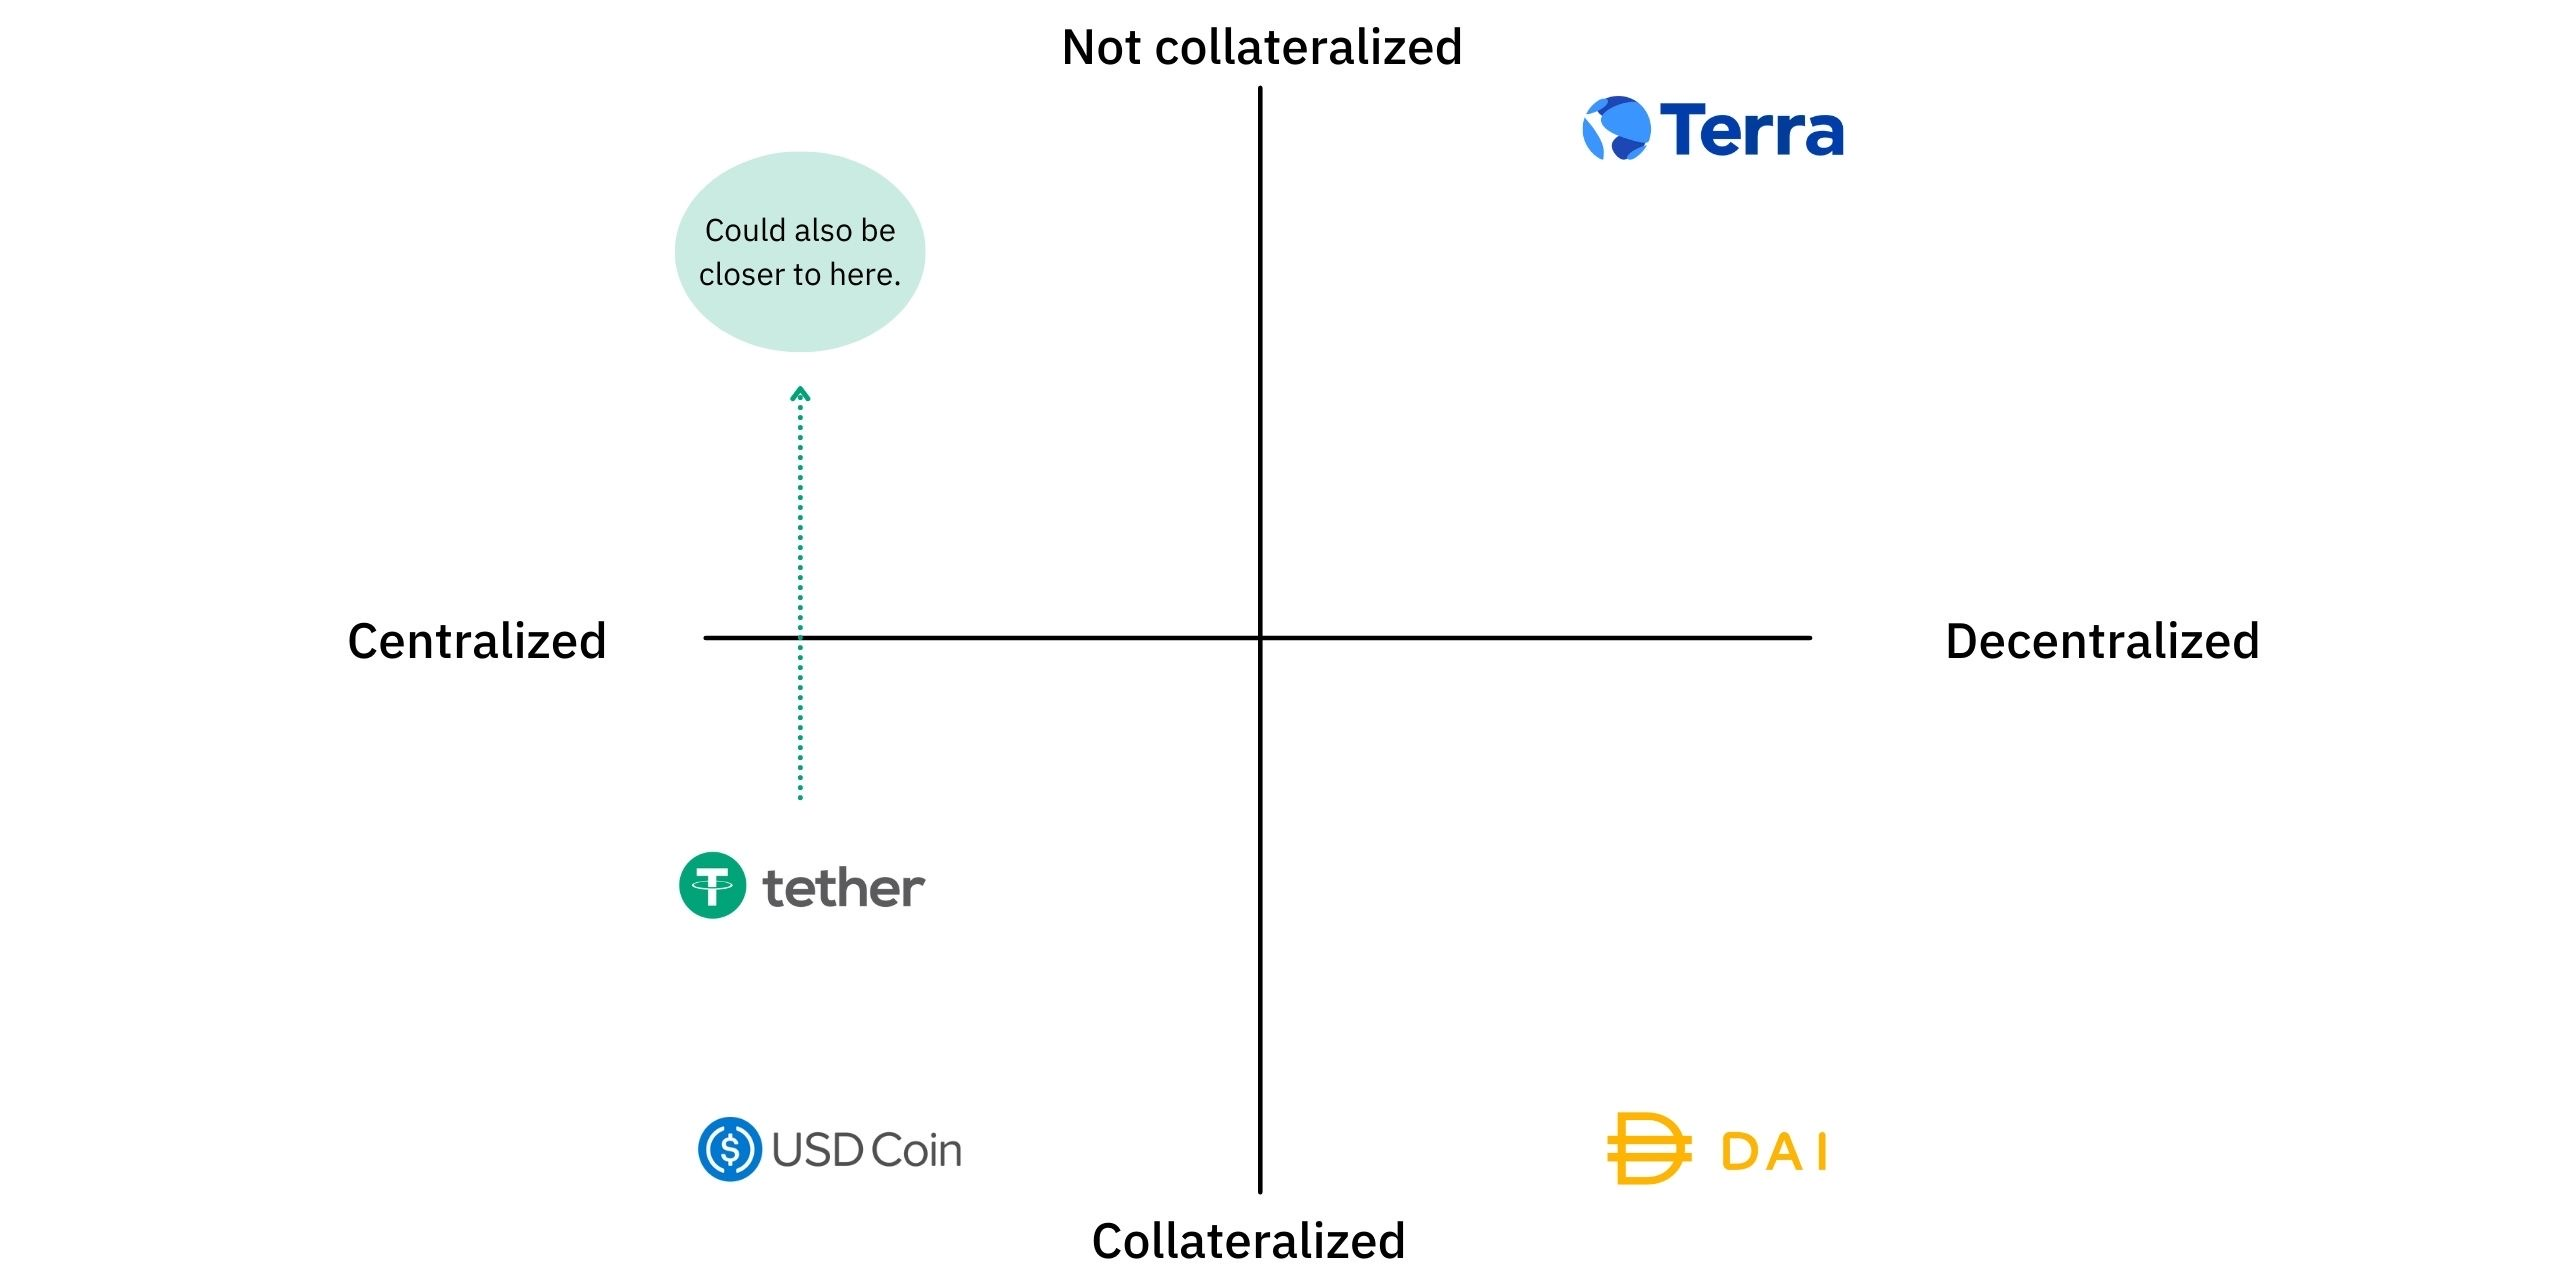 Not collateralized
Terra
Could also be
closer to here.
Centralized
Decentralized
tether
USD Coin
DAI
Collateralized